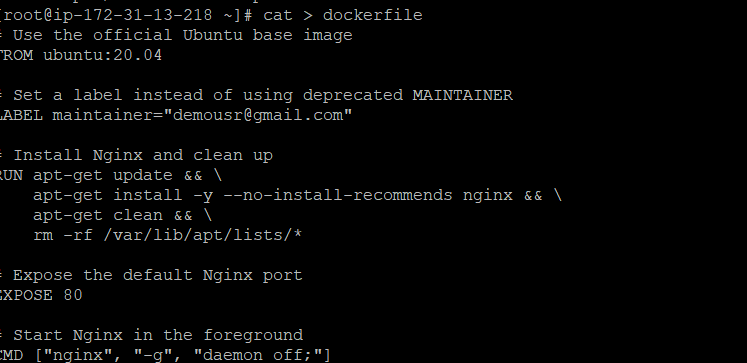 [root@ip-172-31-13-218 ~]# cat > dockerfile
# Use the official Ubuntu base image
FROM ubuntu:20.04
# Set a label instead of using deprecated MAINTAINER
LABEL maintainer="demousr@gmail.com"
# Install Nginx and clean up
RUN apt-get update && \
    apt-get install -y --no-install-recommends nginx && \
    apt-get clean && \
    rm -rf /var/lib/apt/lists/*
# Expose the default Nginx port
EXPOSE 80
# Start Nginx in the foreground
CMD ["nginx", "-g", "daemon off;"]